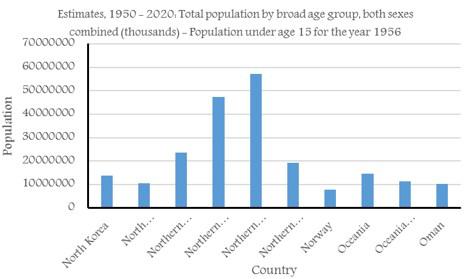 Estimates, 1950 - 2020: Total population by broad age group, both sexes
combined (thousands) - Population under age 15 for the year 1956
70000000
60000000
50000000
40000000
30000000
20000000
10000000
0
Population
North Korea
North...
Northern...
Northern...
Northern...
Northern...
Norway
Oceania
Oceania...
Oman
Country